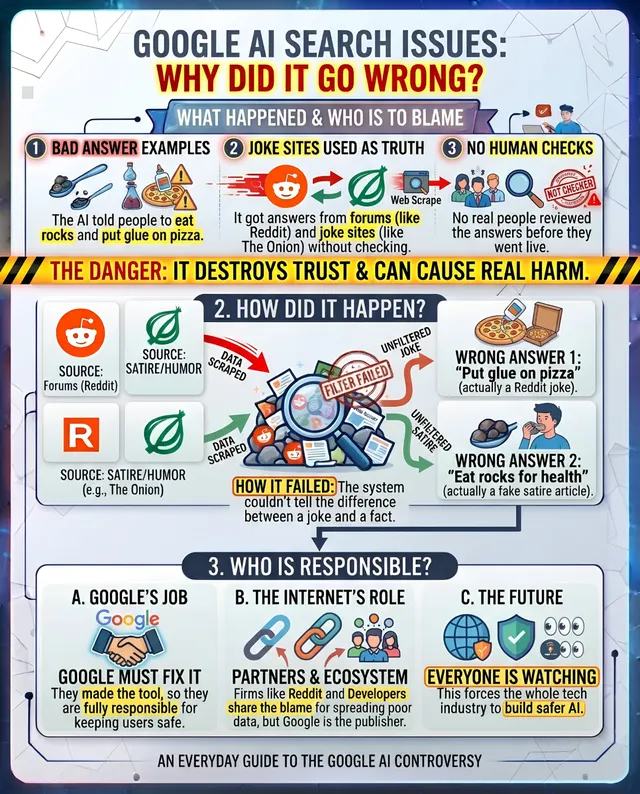 GOOGLE AI SEARCH ISSUES:
WHY DID IT GO WRONG?
WHAT HAPPENED & WHO IS TO BLAME
1 BAD ANSWER EXAMPLES
The AI told people to eat
rocks and put glue on pizza.
2 JOKE SITES USED AS TRUTH
Web Scrape
It got answers from forums (like
Reddit) and joke sites (like
The Onion) without checking.
3 NO HUMAN CHECKS
NOT CHECKER
No real people reviewed
the answers before they
went live.
THE DANGER: IT DESTROYS TRUST & CAN CAUSE REAL HARM.
2. HOW DID IT HAPPEN?
SOURCE:
Forums (Reddit)
SOURCE:
SATIRE/HUMOR
R
SOURCE: SATIRE/HUMOR
(e.g., The Onion)
DATA
SCRAPED
DATA
SCRAPED
FILTER FAILED
HOW IT FAILED: The system
couldn't tell the difference
between a joke and a fact.
UNFILTERED
JOKE
UNFILTERED
SATIRE
WRONG ANSWER 1:
"Put glue on pizza"
(actually a Reddit joke).
WRONG ANSWER 2:
"Eat rocks for health"
(actually a fake satire article).
3. WHO IS RESPONSIBLE?
A. GOOGLE'S JOB
Google
GOOGLE MUST FIX IT
They made the tool, so they
are fully responsible for
keeping users safe.
B. THE INTERNET'S ROLE
PARTNERS & ECOSYSTEM
Firms like Reddit and Developers
share the blame for spreading poor
data, but Google is the publisher.
C. THE FUTURE
EVERYONE IS WATCHING
This forces the whole tech
industry to build safer AI.
AN EVERYDAY GUIDE TO THE GOOGLE AI CONTROVERSY